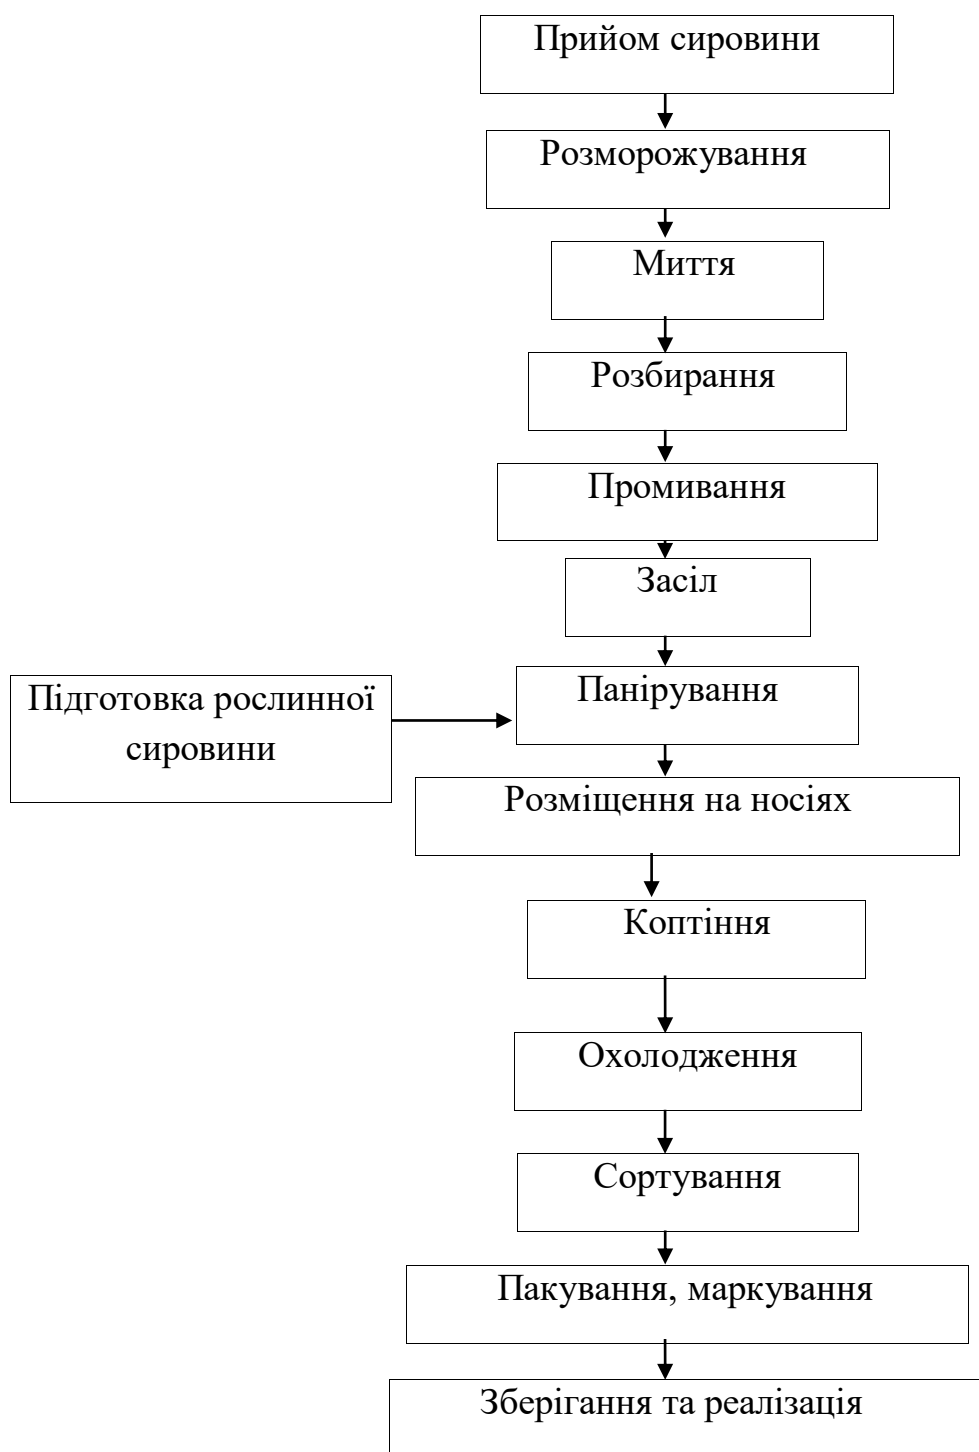 Прийом сировини
Розморожування
Миття
Розбирання
Промивання
Засіл
Підготовка рослинної
сировини
Панірування
Розміщення на носіях
Коптіння
Охолодження
Сортування
Пакування, маркування
Зберігання та реалізація